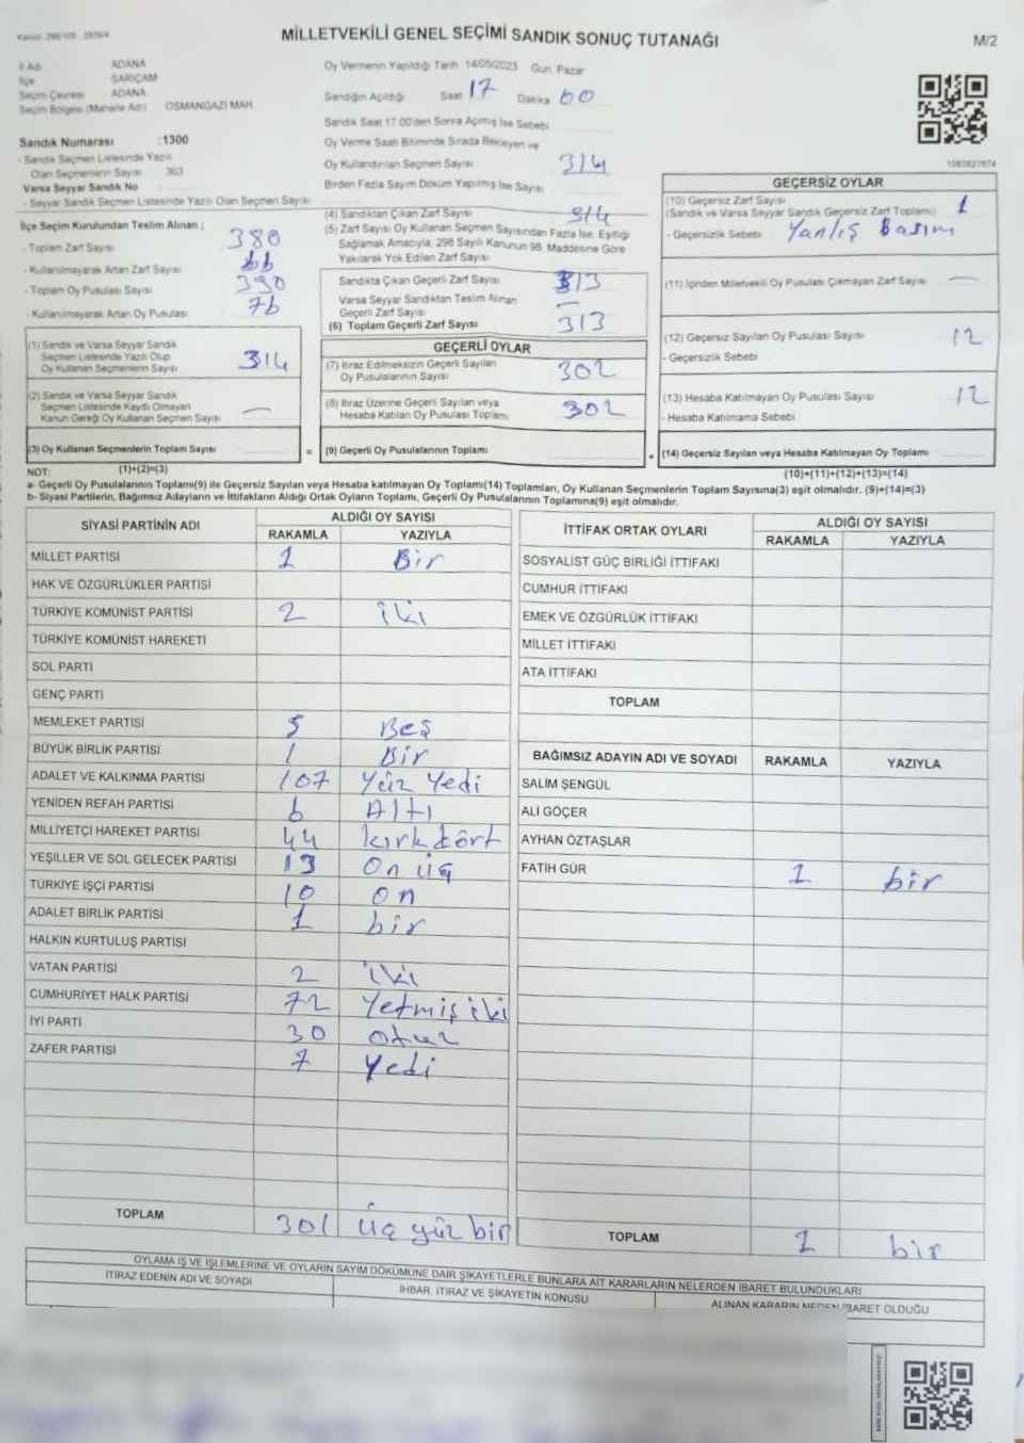 MİLLETVEKİLİ GENEL SEÇİMİ SANDIK SONUÇ TUTANAĞI
M/2
İl Adı ADANA
İlçe SARIÇAM
Seçim Çevresi ADANA
Seçim Bölgesi (Mahalle Adı) OSMANGAZİ MAH
Sandık Numarası :1300
- Sandık Seçmen Listesinde Yazılı
Olan Seçmenlerin Sayısı 363
Varsa Seyyar Sandık No
- Seyyar Sandık Seçmen Listesinde Yazılı Olan Seçmen Sayısı
Oy Vermenin Yapıldığı Tarih 14/05/2023 Gün: Pazar
Sandığın Açıldığı Saat 17 Dakika 00
Sandık Saat 17.00'den Sonra Açılmış İse Sebebi
Oy Verme Saati Bitiminde Sırada Bekleyen ve
Oy Kullandırılan Seçmen Sayısı 314
Birden Fazla Sayım Döküm Yapılmış İse Sayısı
İlçe Seçim Kurulundan Teslim Alınan ;
- Toplam Zarf Sayısı 380
- Kullanılmayarak Artan Zarf Sayısı 66
- Toplam Oy Pusulası Sayısı 390
- Kullanılmayarak Artan Oy Pusulası 76
(4) Sandıktan Çıkan Zarf Sayısı 314
(5) Zarf Sayısı Oy Kullanan Seçmen Sayısından Fazla İse, Eşitliği
Sağlamak Amacıyla, 298 Sayılı Kanunun 98. Maddesine Göre
Yakılarak Yok Edilen Zarf Sayısı
Sandıkta Çıkan Geçerli Zarf Sayısı 313
Varsa Seyyar Sandıktan Teslim Alınan
Geçerli Zarf Sayısı —
(6) Toplam Geçerli Zarf Sayısı 313
GEÇERSİZ OYLAR
(10) Geçersiz Zarf Sayısı
(Sandık ve Varsa Seyyar Sandık Geçersiz Zarf Toplamı) 1
- Geçersizlik Sebebi Yanlış Basım
(11) İçinden Milletvekili Oy Pusulası Çıkmayan Zarf Sayısı —
(12) Geçersiz Sayılan Oy Pusulası Sayısı 12
- Geçersizlik Sebebi
(13) Hesaba Katılmayan Oy Pusulası Sayısı 12
- Hesaba Katılmama Sebebi
(1) Sandık ve Varsa Seyyar Sandık
Seçmen Listesinde Yazılı Olup
Oy Kullanan Seçmenlerin Sayısı 314
(2) Sandık ve Varsa Seyyar Sandık
Seçmen Listesinde Kayıtlı Olmayan
Kanun Gereği Oy Kullanan Seçmen Sayısı —
GEÇERLİ OYLAR
(7) İtiraz Edilmeksizin Geçerli Sayılan
Oy Pusulalarının Sayısı 302
(8) İtiraz Üzerine Geçerli Sayılan veya
Hesaba Katılan Oy Pusulası Toplamı 302
(3) Oy Kullanan Seçmenlerin Toplam Sayısı = (9) Geçerli Oy Pusulalarının Toplamı + (14) Geçersiz Sayılan veya Hesaba Katılmayan Oy Toplamı
NOT: (1)+(2)=(3) (10)+(11)+(12)+(13)=(14)
a- Geçerli Oy Pusulalarının Toplamı(9) ile Geçersiz Sayılan veya Hesaba katılmayan Oy Toplamı(14) Toplamları, Oy Kullanan Seçmenlerin Toplam Sayısına(3) eşit olmalıdır. (9)+(14)=(3)
b- Siyasi Partilerin, Bağımsız Adayların ve İttifakların Aldığı Ortak Oyların Toplamı, Geçerli Oy Pusulalarının Toplamına(9) eşit olmalıdır.
SİYASİ PARTİNİN ADI ALDIĞI OY SAYISI
RAKAMLA YAZIYLA
MİLLET PARTİSİ 1 Bir
HAK VE ÖZGÜRLÜKLER PARTİSİ
TÜRKİYE KOMÜNİST PARTİSİ 2 iki
TÜRKİYE KOMÜNİST HAREKETİ
SOL PARTİ
GENÇ PARTİ
MEMLEKET PARTİSİ 5 Beş
BÜYÜK BİRLİK PARTİSİ 1 Bir
ADALET VE KALKINMA PARTİSİ 107 Yüz Yedi
YENİDEN REFAH PARTİSİ 6 Altı
MİLLİYETÇİ HAREKET PARTİSİ 44 kırk dört
YEŞİLLER VE SOL GELECEK PARTİSİ 13 On üç
TÜRKİYE İŞÇİ PARTİSİ 10 on
ADALET BİRLİK PARTİSİ 1 bir
HALKIN KURTULUŞ PARTİSİ
VATAN PARTİSİ 2 iki
CUMHURİYET HALK PARTİSİ 72 Yetmiş iki
İYİ PARTİ 30 otuz
ZAFER PARTİSİ 7 Yedi
TOPLAM 301 üç yüz bir
İTTİFAK ORTAK OYLARI ALDIĞI OY SAYISI
RAKAMLA YAZIYLA
SOSYALİST GÜÇ BİRLİĞİ İTTİFAKI
CUMHUR İTTİFAKI
EMEK VE ÖZGÜRLÜK İTTİFAKI
MİLLET İTTİFAKI
ATA İTTİFAKI
TOPLAM
BAĞIMSIZ ADAYIN ADI VE SOYADI RAKAMLA YAZIYLA
SALİM ŞENGÜL
ALİ GÖÇER
AYHAN ÖZTAŞLAR
FATİH GÜR 1 bir
TOPLAM 1 bir
OYLAMA İŞ VE İŞLEMLERİNE VE OYLARIN SAYIM DÖKÜMÜNE DAİR ŞİKAYETLERLE BUNLARA AİT KARARLARIN NELERDEN İBARET BULUNDUKLARI
İTİRAZ EDENİN ADI VE SOYADI İHBAR, İTİRAZ VE ŞİKAYETİN KONUSU ALINAN KARARIN NEDEN İBARET OLDUĞU